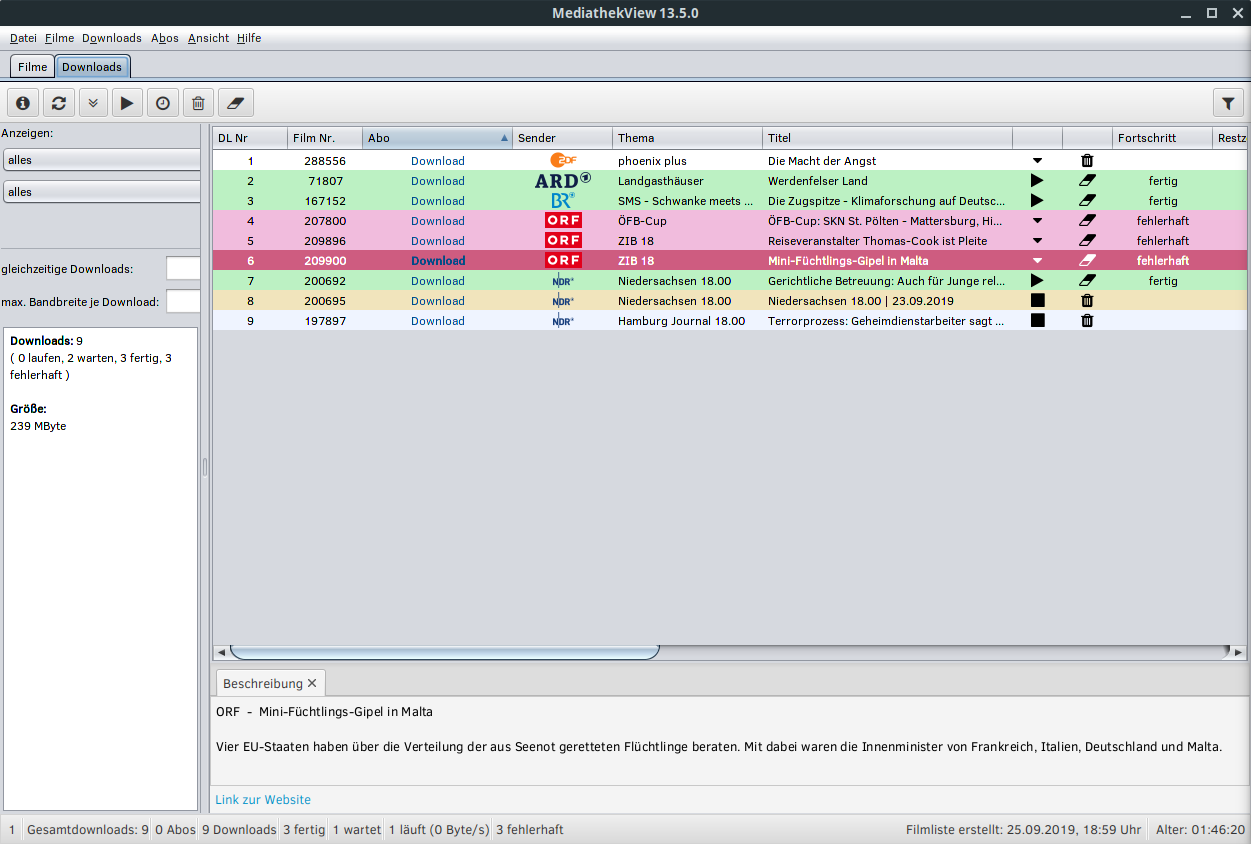 MediathekView 13.5.0
Datei Filme Downloads Abos Ansicht Hilfe
Filme Downloads
Anzeigen:
alles
alles
gleichzeitige Downloads:
max. Bandbreite je Download:
Downloads: 9
( 0 laufen, 2 warten, 3 fertig, 3
fehlerhaft )
Größe:
239 MByte
DL Nr Film Nr. Abo Sender Thema Titel Fortschritt Restz
1 288556 Download ZDF phoenix plus Die Macht der Angst
2 71807 Download ARD Landgasthäuser Werdenfelser Land fertig
3 167152 Download BR SMS - Schwanke meets ... Die Zugspitze - Klimaforschung auf Deutsc... fertig
4 207800 Download ORF ÖFB-Cup ÖFB-Cup: SKN St. Pölten - Mattersburg, Hi... fehlerhaft
5 209896 Download ORF ZIB 18 Reiseveranstalter Thomas-Cook ist Pleite fehlerhaft
6 209900 Download ORF ZIB 18 Mini-Füchtlings-Gipel in Malta fehlerhaft
7 200692 Download NDR Niedersachsen 18.00 Gerichtliche Betreuung: Auch für Junge rel... fertig
8 200695 Download NDR Niedersachsen 18.00 Niedersachsen 18.00 | 23.09.2019
9 197897 Download NDR Hamburg Journal 18.00 Terrorprozess: Geheimdienstarbeiter sagt ...
Beschreibung
ORF - Mini-Füchtlings-Gipel in Malta
Vier EU-Staaten haben über die Verteilung der aus Seenot geretteten Flüchtlinge beraten. Mit dabei waren die Innenminister von Frankreich, Italien, Deutschland und Malta.
Link zur Website
1 Gesamtdownloads: 9 0 Abos 9 Downloads 3 fertig 1 wartet 1 läuft (0 Byte/s) 3 fehlerhaft Filmliste erstellt: 25.09.2019, 18:59 Uhr Alter: 01:46:20